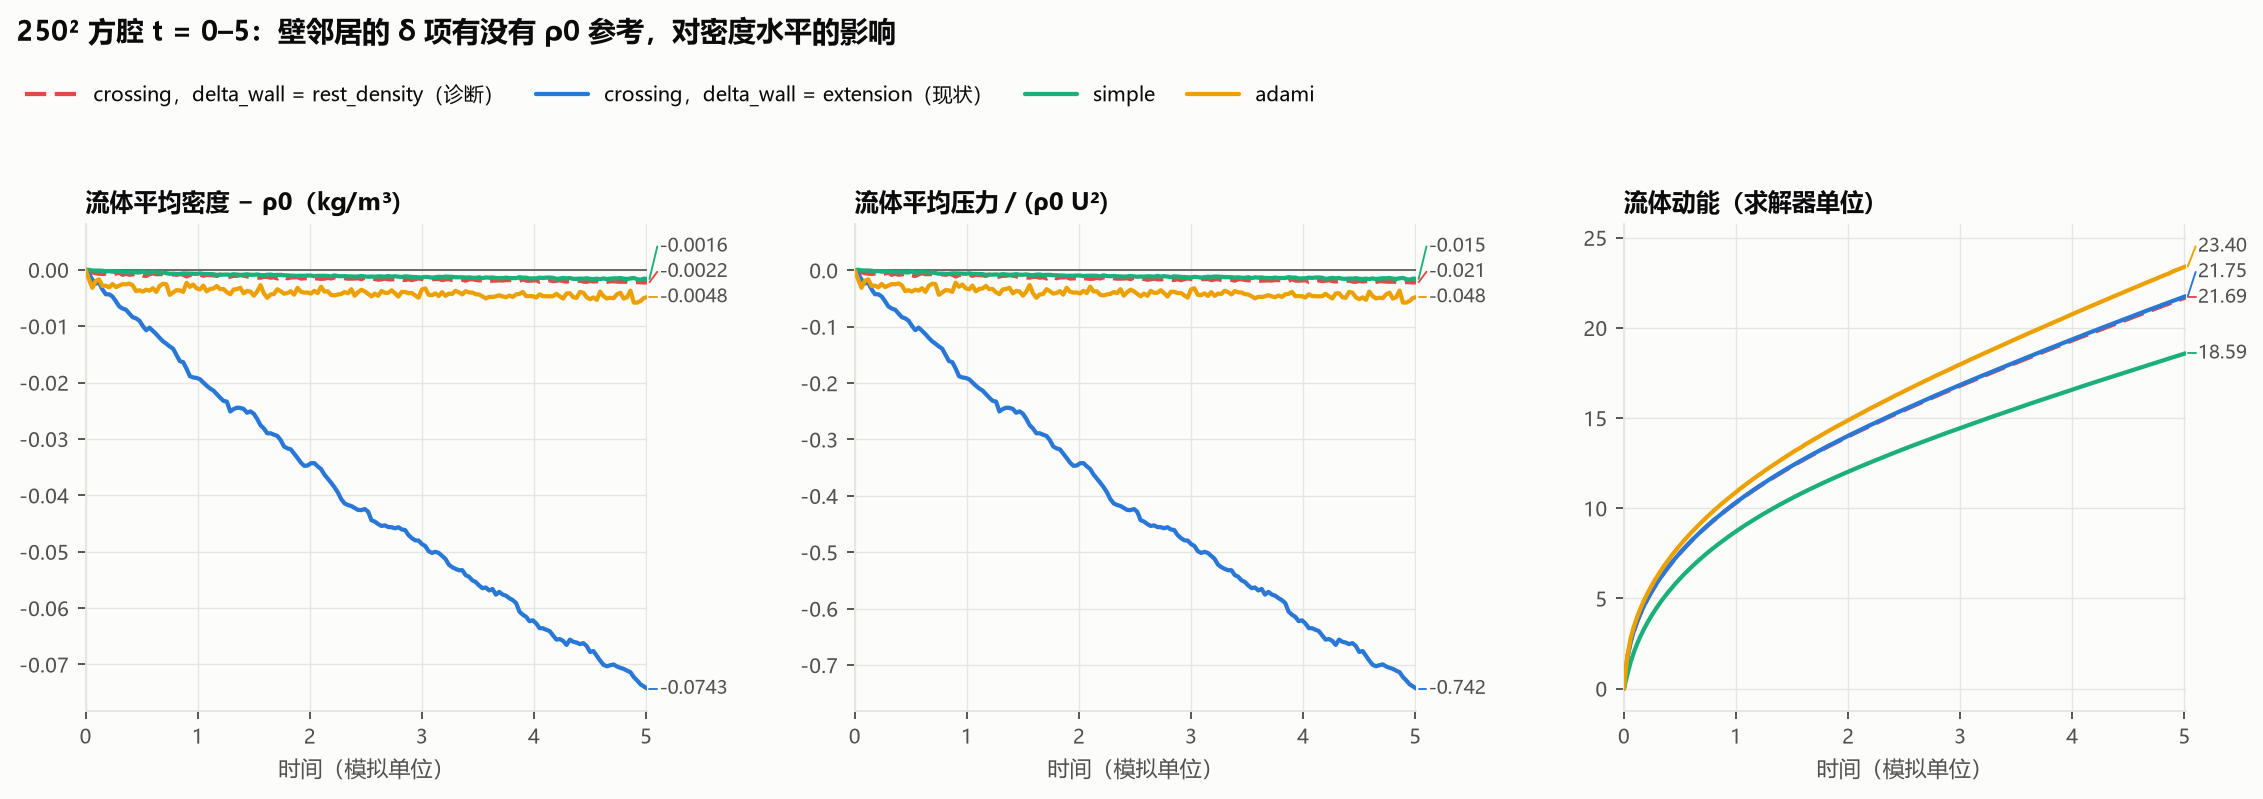 250² 方腔 t = 0–5：壁邻居的 δ 项有没有 ρ0 参考，对密度水平的影响
crossing，delta_wall = rest_density（诊断）
crossing，delta_wall = extension（现状）
simple
adami
流体平均密度 − ρ0（kg/m³）
0.00
-0.01
-0.02
-0.03
-0.04
-0.05
-0.06
-0.07
-0.0016
-0.0022
-0.0048
-0.0743
0 1 2 3 4 5
时间（模拟单位）
流体平均压力 / (ρ0 U²)
0.0
-0.1
-0.2
-0.3
-0.4
-0.5
-0.6
-0.7
-0.015
-0.021
-0.048
-0.742
0 1 2 3 4 5
时间（模拟单位）
流体动能（求解器单位）
25
20
15
10
5
0
23.40
21.75
21.69
18.59
0 1 2 3 4 5
时间（模拟单位）